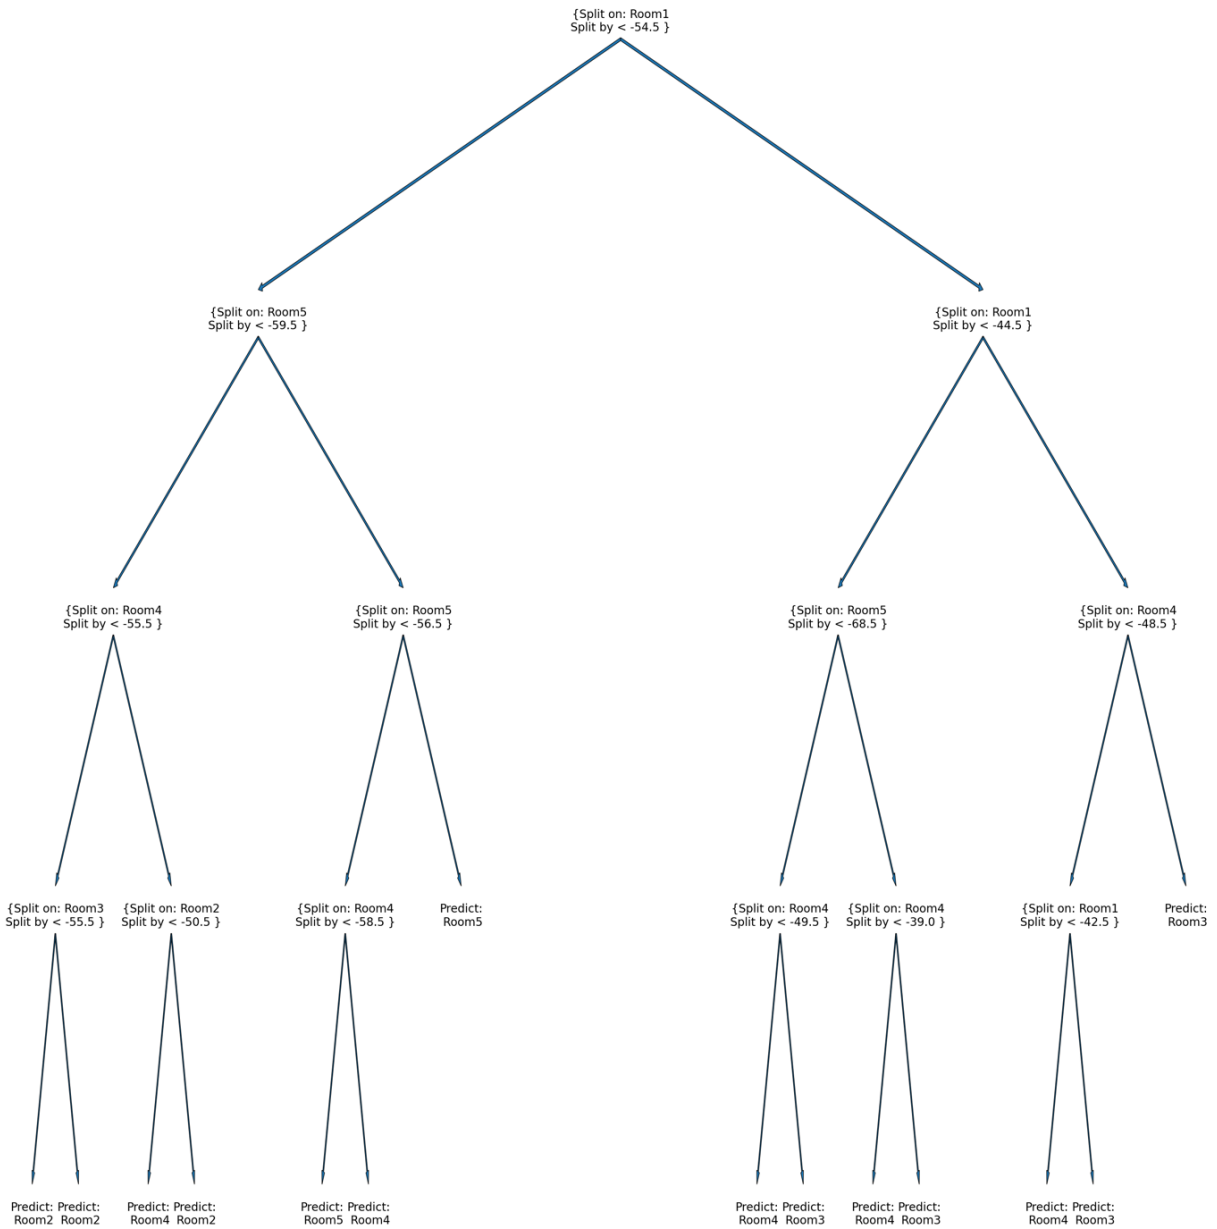 {Split on: Room1
Split by < -54.5 }
{Split on: Room5
Split by < -59.5 }
{Split on: Room1
Split by < -44.5 }
{Split on: Room4
Split by < -55.5 }
{Split on: Room5
Split by < -56.5 }
{Split on: Room5
Split by < -68.5 }
{Split on: Room4
Split by < -48.5 }
{Split on: Room3
Split by < -55.5 }
{Split on: Room2
Split by < -50.5 }
{Split on: Room4
Split by < -58.5 }
Predict:
Room5
{Split on: Room4
Split by < -49.5 }
{Split on: Room4
Split by < -39.0 }
{Split on: Room1
Split by < -42.5 }
Predict:
Room3
Predict:
Room2
Predict:
Room2
Predict:
Room4
Predict:
Room2
Predict:
Room5
Predict:
Room4
Predict:
Room4
Predict:
Room3
Predict:
Room4
Predict:
Room3
Predict:
Room4
Predict:
Room3